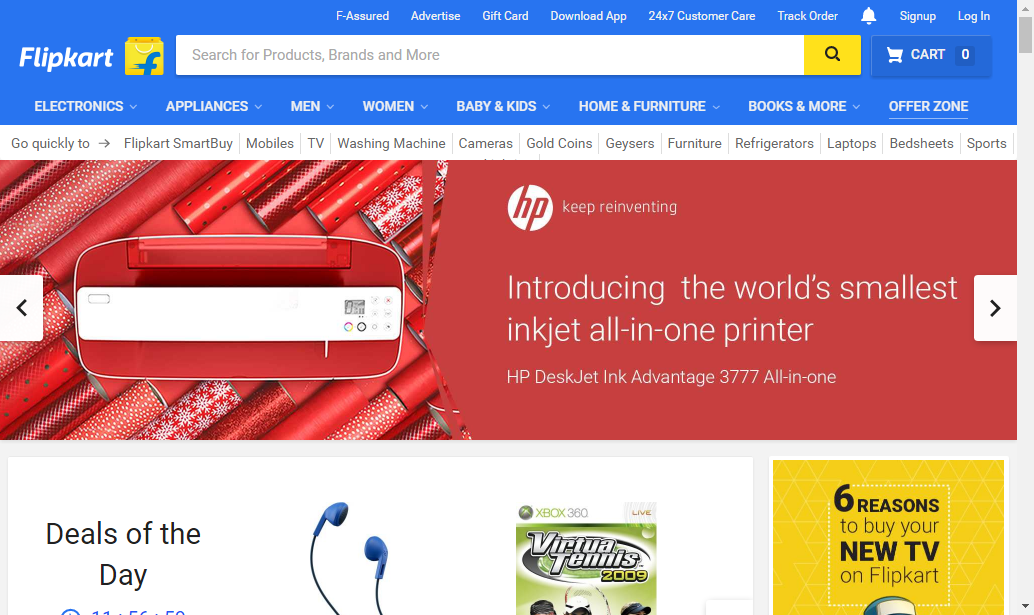 F-Assured Advertise Gift Card Download App 24x7 Customer Care Track Order Signup Log In
Flipkart
Search for Products, Brands and More
CART 0
ELECTRONICS APPLIANCES MEN WOMEN BABY & KIDS HOME & FURNITURE BOOKS & MORE OFFER ZONE
Go quickly to → Flipkart SmartBuy Mobiles TV Washing Machine Cameras Gold Coins Geysers Furniture Refrigerators Laptops Bedsheets Sports
hp keep reinventing
Introducing the world's smallest
inkjet all-in-one printer
HP DeskJet Ink Advantage 3777 All-in-one
Deals of the
Day
XBOX 360 LIVE
Virtua
Tennis
2009
6 REASONS
to buy your
NEW TV
on Flipkart